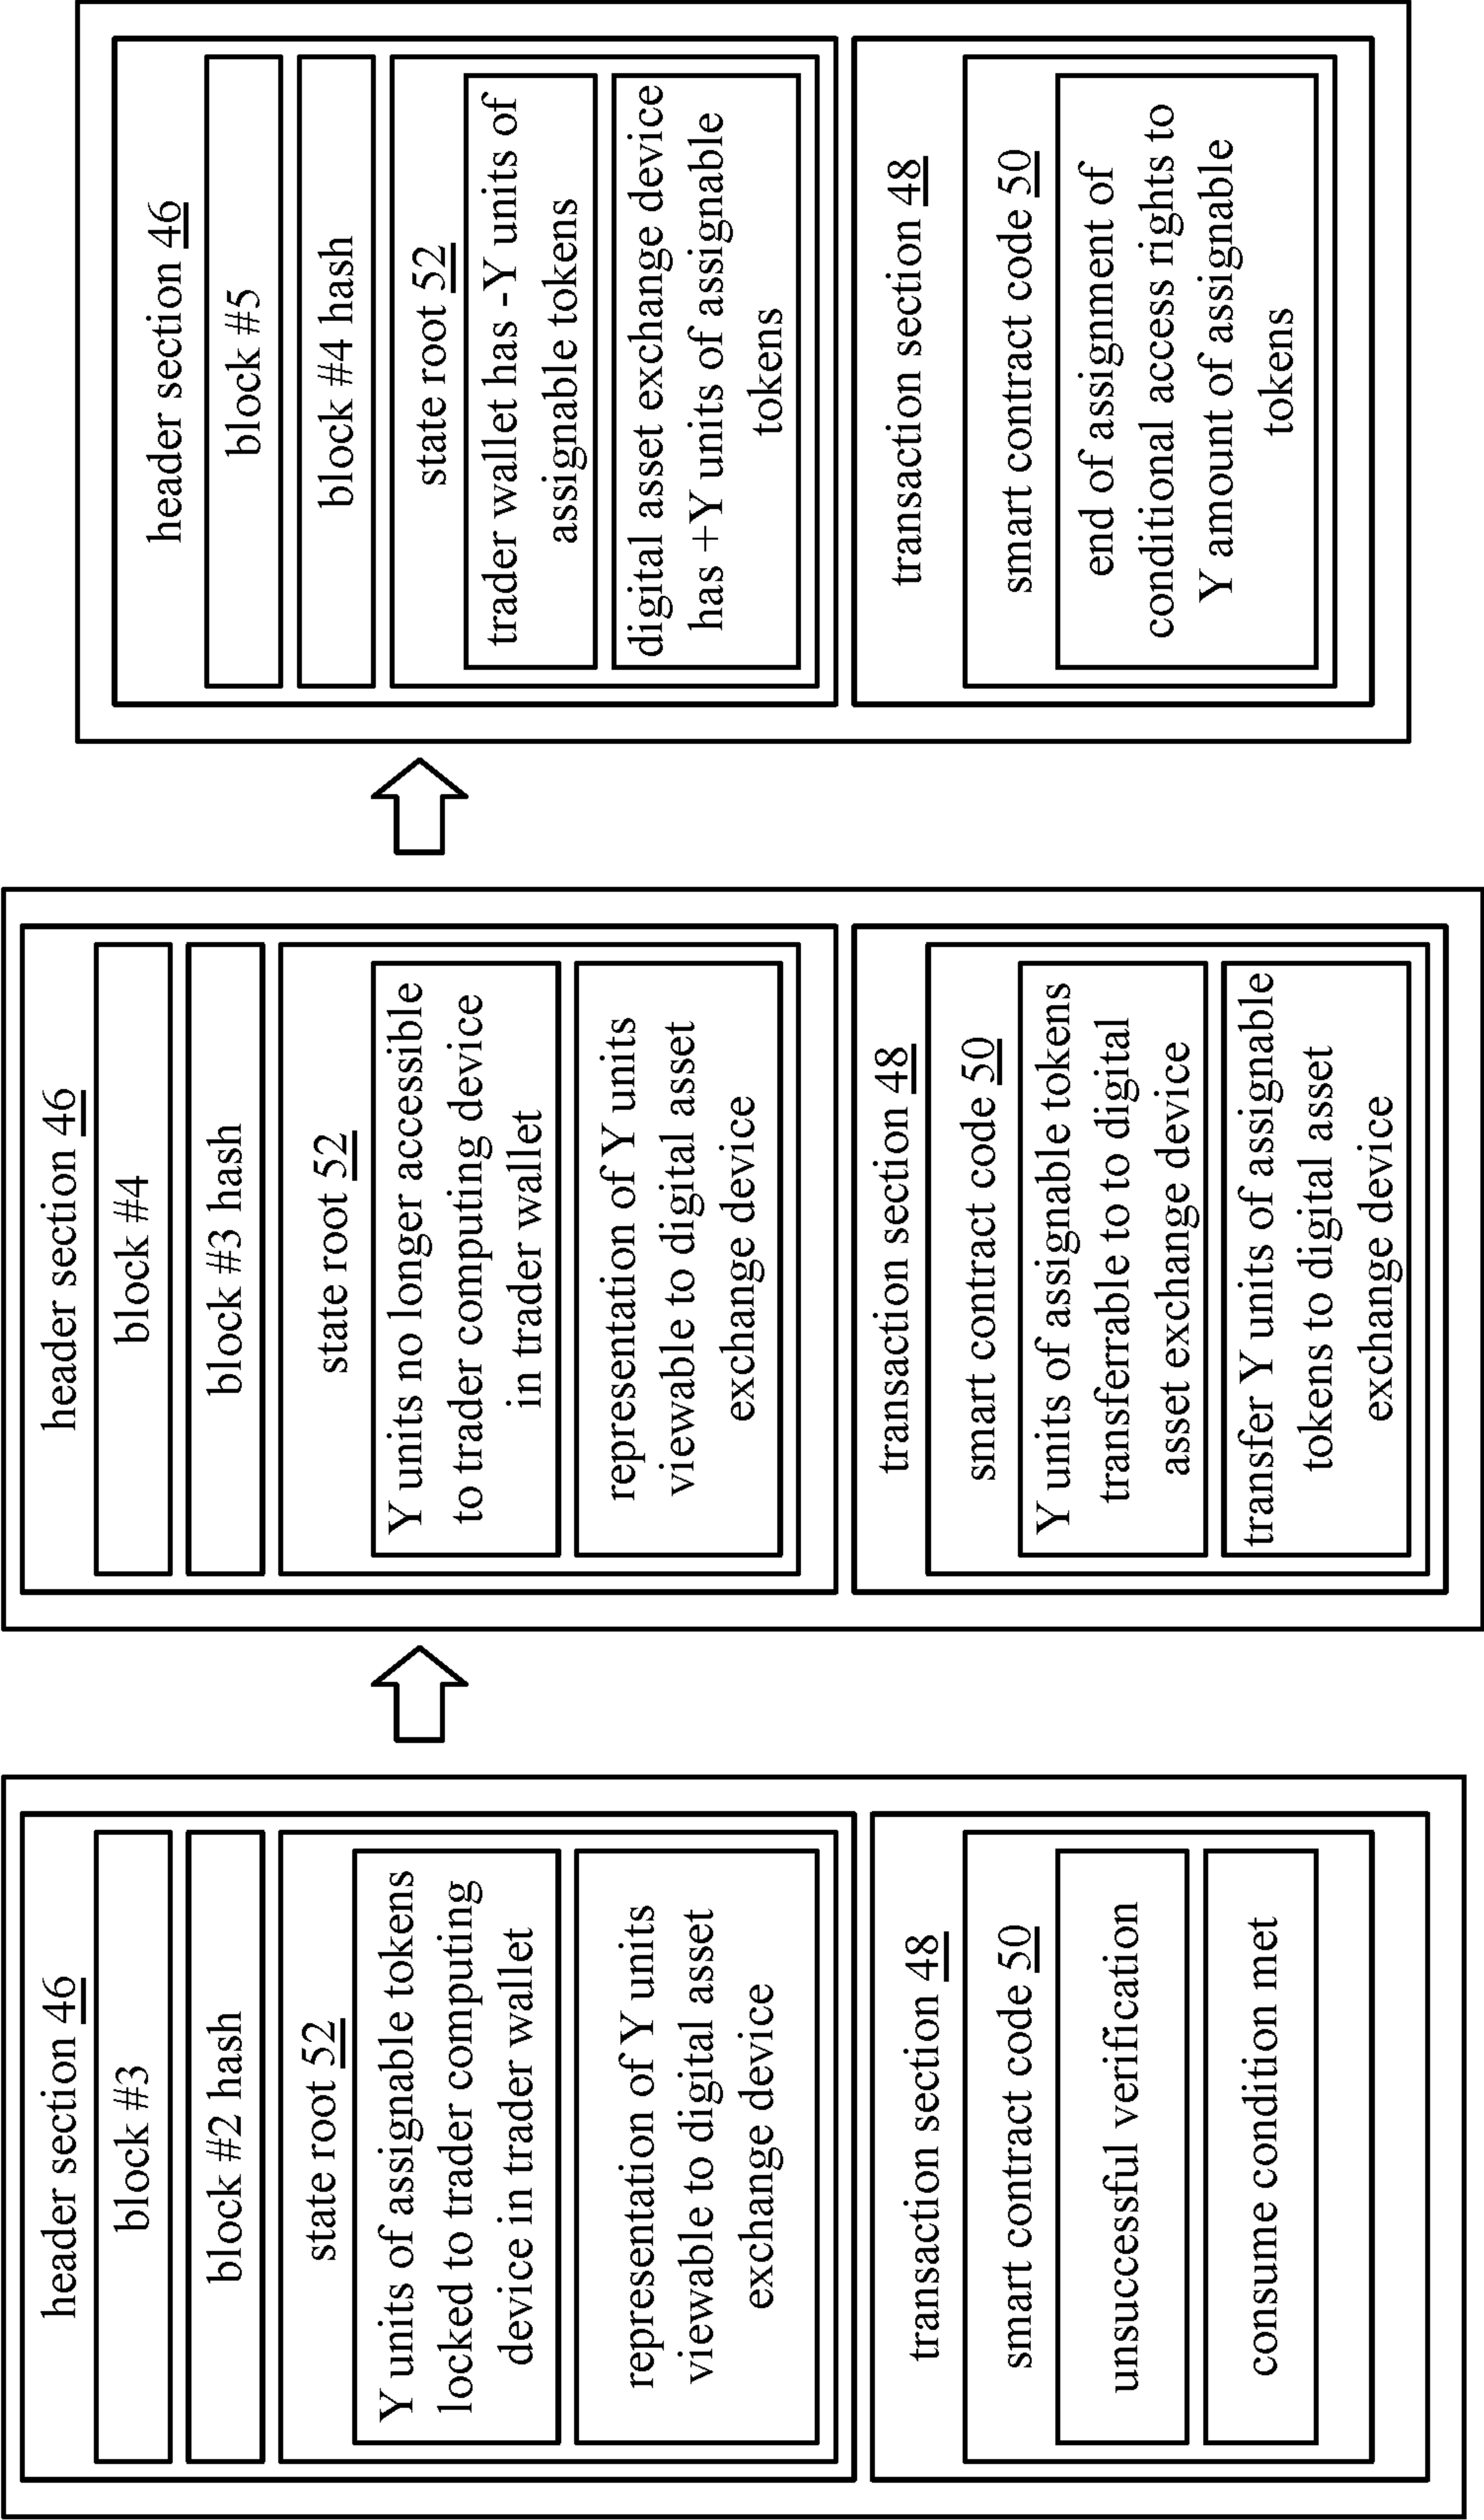 header section 46
block #3
block #2 hash
state root 52
Y units of assignable tokens
locked to trader computing
device in trader wallet
representation of Y units
viewable to digital asset
exchange device
transaction section 48
smart contract code 50
unsuccessful verification
consume condition met
header section 46
block #4
block #3 hash
state root 52
Y units no longer accessible
to trader computing device
in trader wallet
representation of Y units
viewable to digital asset
exchange device
transaction section 48
smart contract code 50
Y units of assignable tokens
transferrable to digital
asset exchange device
transfer Y units of assignable
tokens to digital asset
exchange device
header section 46
block #5
block #4 hash
state root 52
trader wallet has -Y units of
assignable tokens
digital asset exchange device
has +Y units of assignable
tokens
transaction section 48
smart contract code 50
end of assignment of
conditional access rights to
Y amount of assignable
tokens